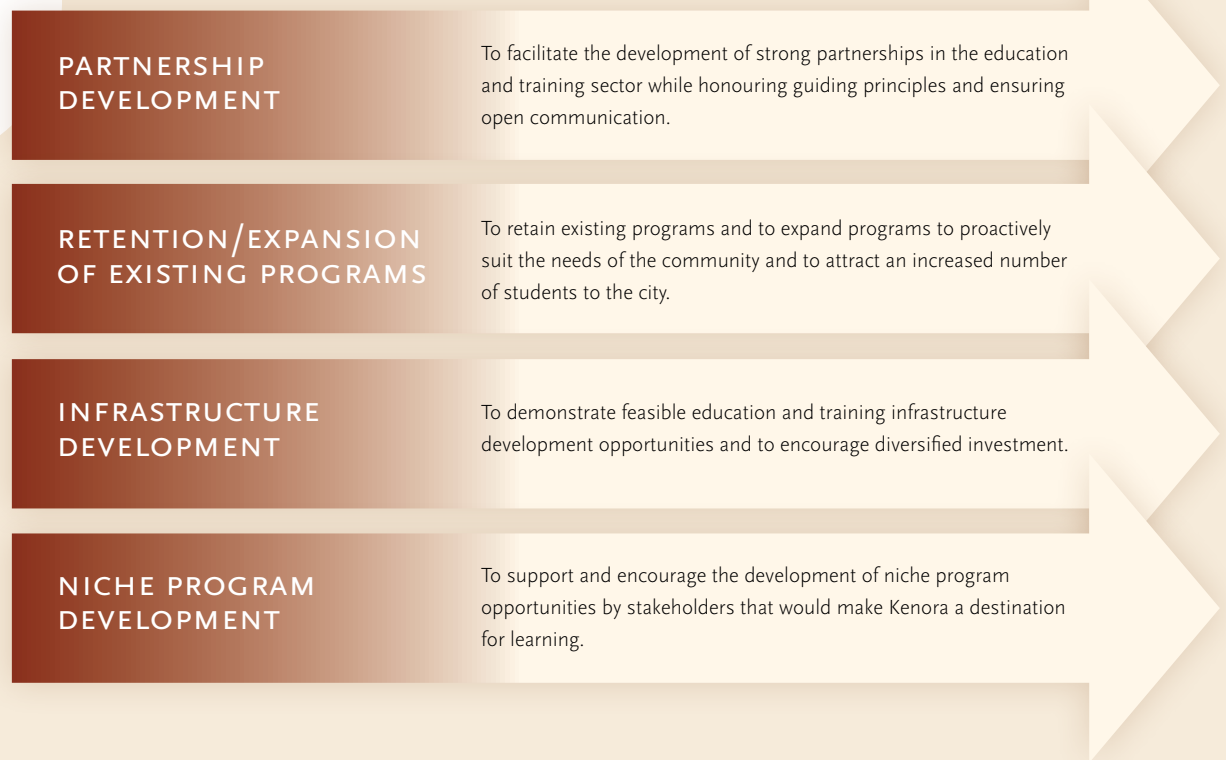 PARTNERSHIP
DEVELOPMENT
To facilitate the development of strong partnerships in the education
and training sector while honouring guiding principles and ensuring
open communication.
RETENTION/EXPANSION
OF EXISTING PROGRAMS
To retain existing programs and to expand programs to proactively
suit the needs of the community and to attract an increased number
of students to the city.
INFRASTRUCTURE
DEVELOPMENT
To demonstrate feasible education and training infrastructure
development opportunities and to encourage diversified investment.
NICHE PROGRAM
DEVELOPMENT
To support and encourage the development of niche program
opportunities by stakeholders that would make Kenora a destination
for learning.